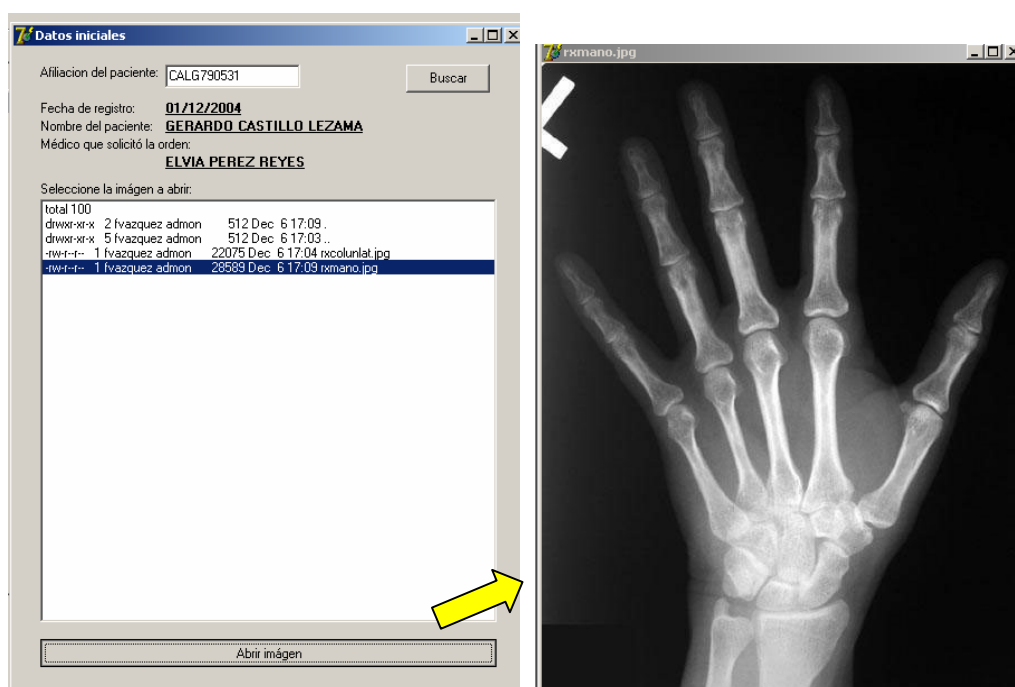 Datos iniciales
Afiliacion del paciente: CALG790531 Buscar
Fecha de registro: 01/12/2004
Nombre del paciente: GERARDO CASTILLO LEZAMA
Médico que solicitó la orden:
ELVIA PEREZ REYES
Seleccione la imágen a abrir:
total 100
drwxr-xr-x 2 fvazquez admon 512 Dec 6 17:09 .
drwxr-xr-x 5 fvazquez admon 512 Dec 6 17:03 ..
-rw-r--r-- 1 fvazquez admon 22075 Dec 6 17:04 rxcolunlat.jpg
-rw-r--r-- 1 fvazquez admon 28589 Dec 6 17:09 rxmano.jpg
Abrir imágen
rxmano.jpg